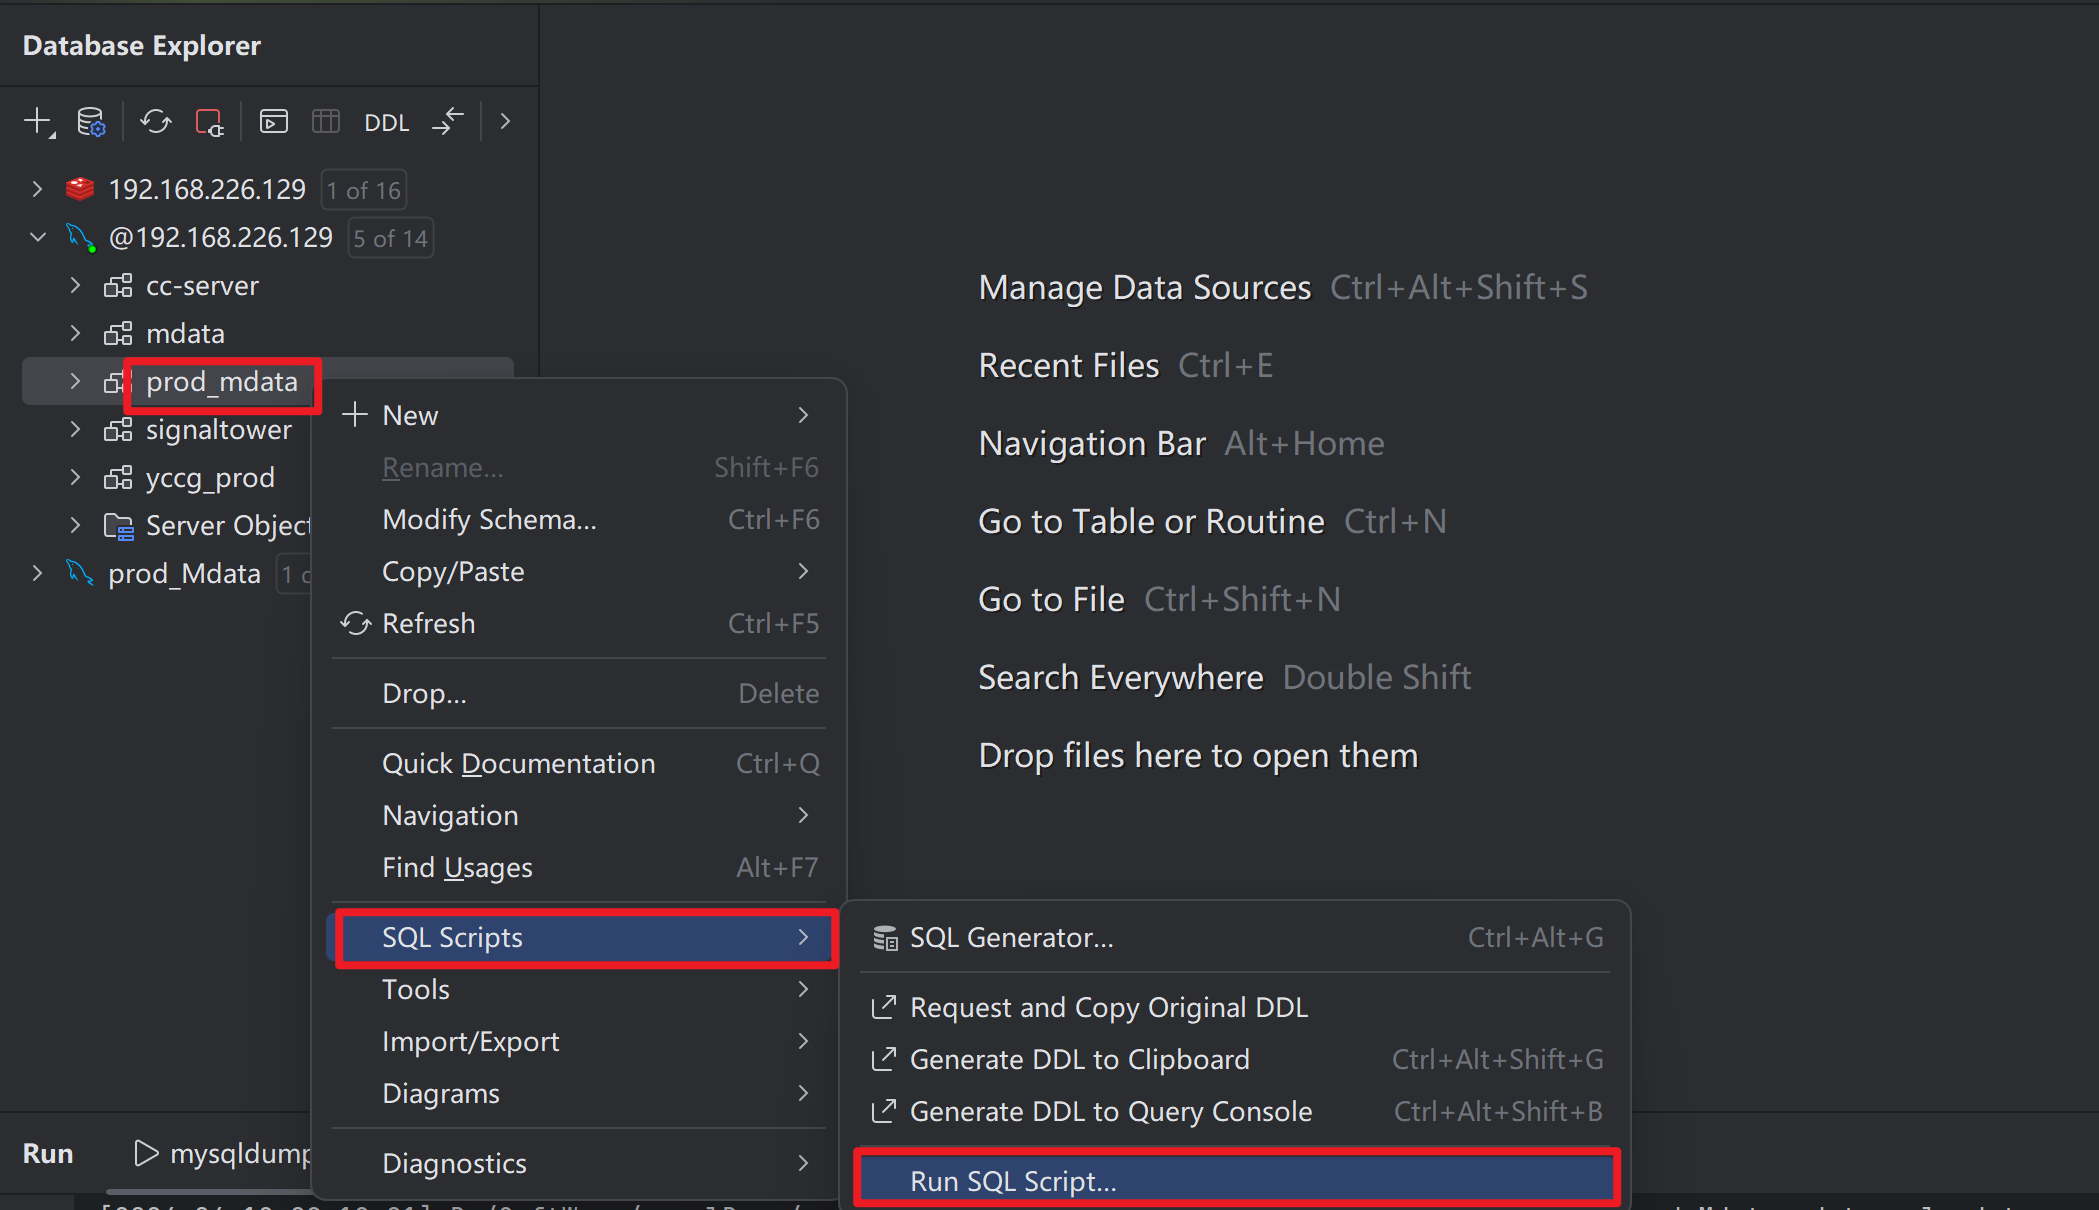 Database Explorer
DDL
192.168.226.129 1 of 16
@192.168.226.129 5 of 14
cc-server
mdata
prod_mdata
signaltower
yccg_prod
Server Object
prod_Mdata 1
New
Rename... Shift+F6
Modify Schema... Ctrl+F6
Copy/Paste
Refresh Ctrl+F5
Drop... Delete
Quick Documentation Ctrl+Q
Navigation
Find Usages Alt+F7
SQL Scripts
Tools
Import/Export
Diagrams
Diagnostics
SQL Generator... Ctrl+Alt+G
Request and Copy Original DDL
Generate DDL to Clipboard Ctrl+Alt+Shift+G
Generate DDL to Query Console Ctrl+Alt+Shift+B
Run SQL Script...
Manage Data Sources Ctrl+Alt+Shift+S
Recent Files Ctrl+E
Navigation Bar Alt+Home
Go to Table or Routine Ctrl+N
Go to File Ctrl+Shift+N
Search Everywhere Double Shift
Drop files here to open them
Run mysqldump